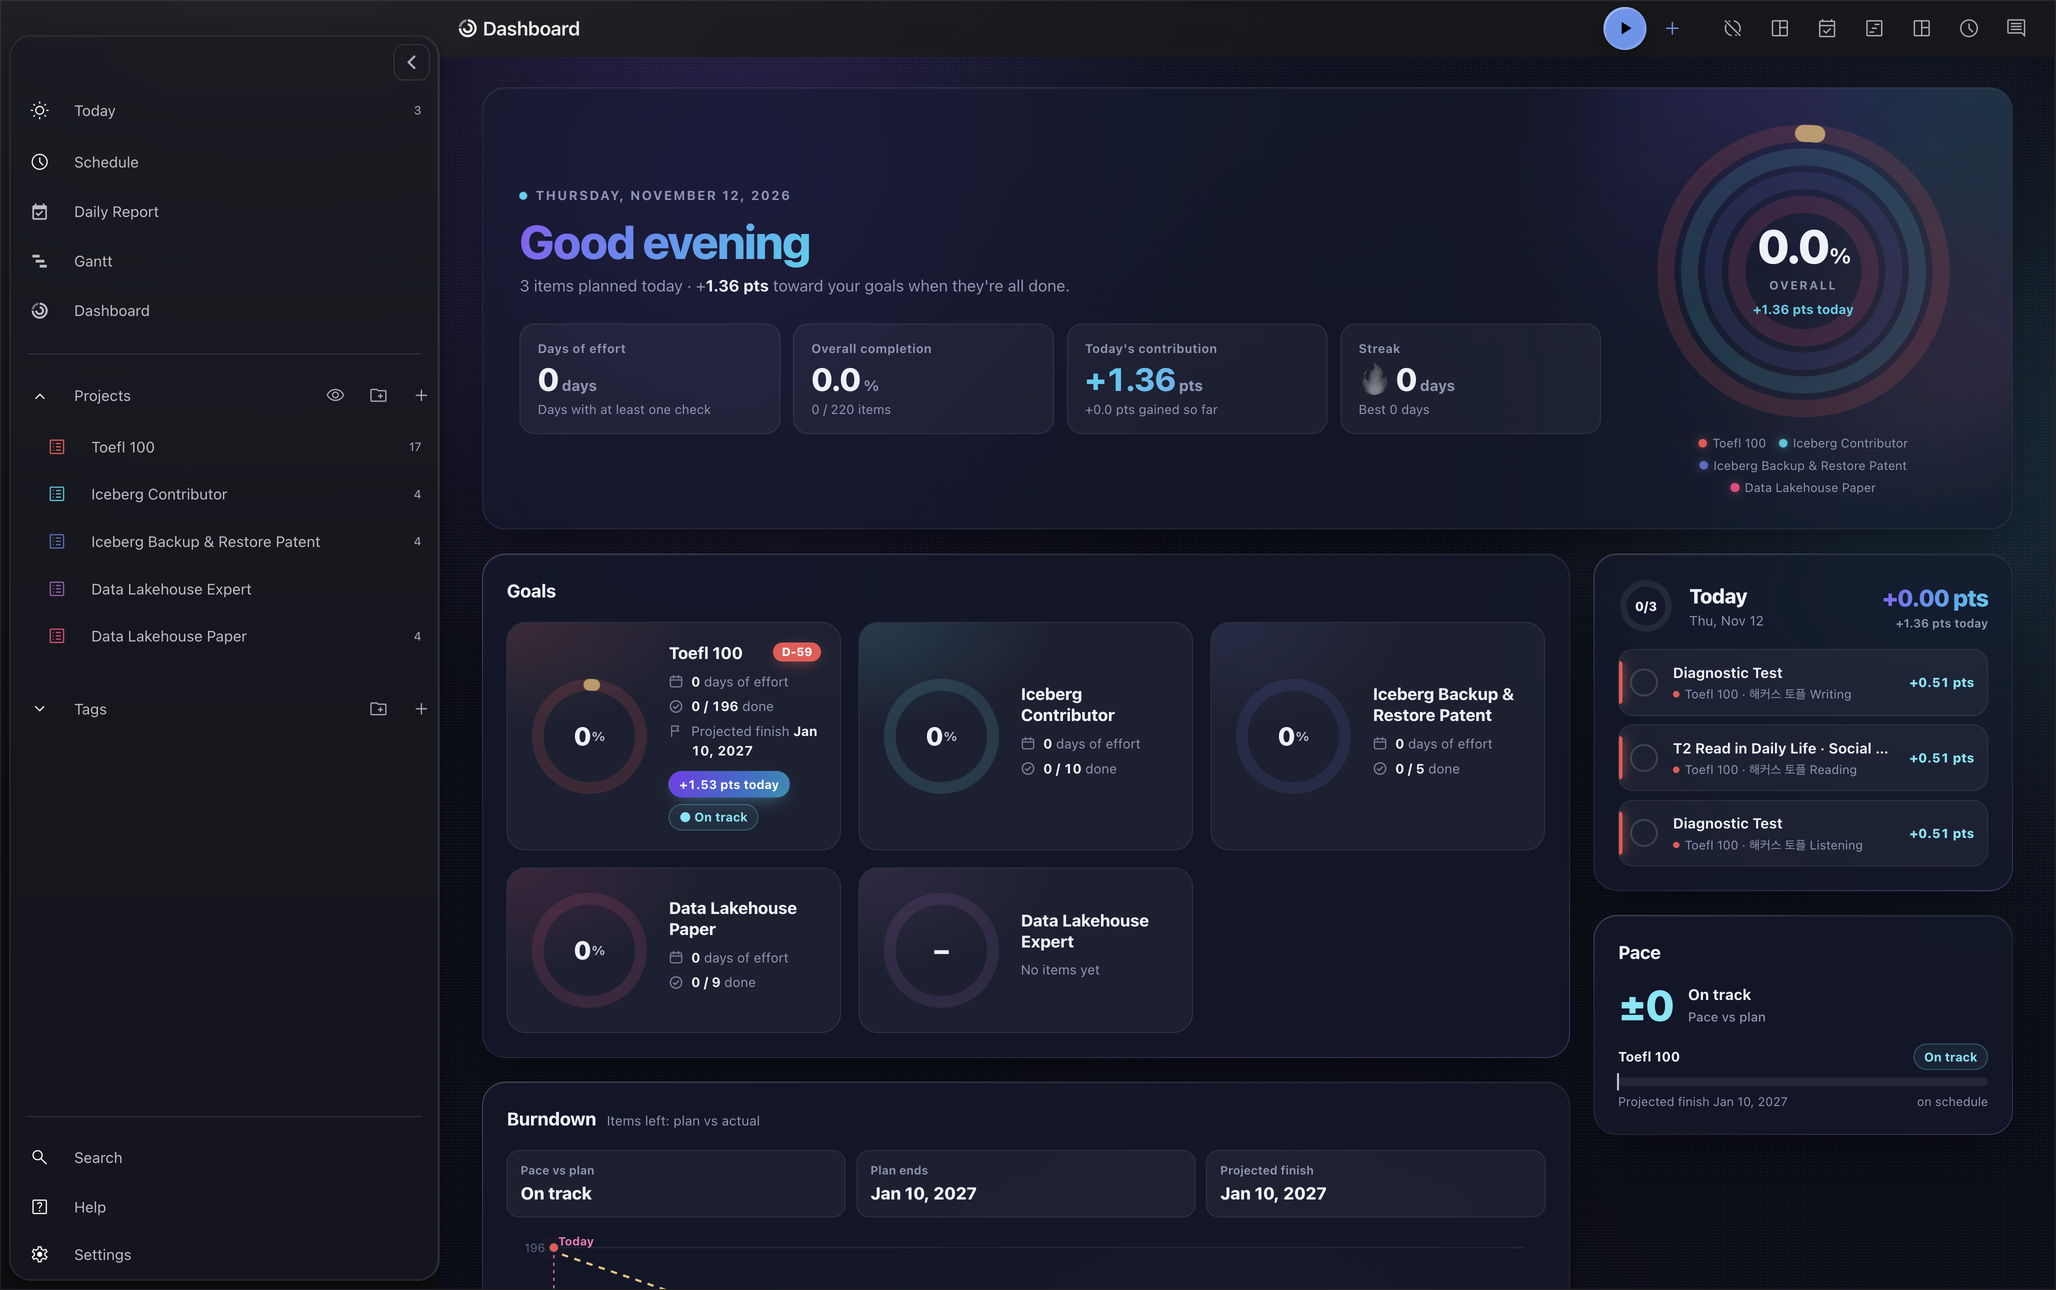 Dashboard
Today 3
Schedule
Daily Report
Gantt
Dashboard
Projects
Toefl 100 17
Iceberg Contributor 4
Iceberg Backup & Restore Patent 4
Data Lakehouse Expert
Data Lakehouse Paper 4
Tags
Search
Help
Settings
THURSDAY, NOVEMBER 12, 2026
Good evening
3 items planned today · +1.36 pts toward your goals when they're all done.
Days of effort
0 days
Days with at least one check
Overall completion
0.0 %
0 / 220 items
Today's contribution
+1.36 pts
+0.0 pts gained so far
Streak
0 days
Best 0 days
0.0%
OVERALL
+1.36 pts today
Toefl 100 Iceberg Contributor
Iceberg Backup & Restore Patent
Data Lakehouse Paper
Goals
0%
Toefl 100 D-59
0 days of effort
0 / 196 done
Projected finish Jan
10, 2027
+1.53 pts today
On track
0%
Iceberg
Contributor
0 days of effort
0 / 10 done
0%
Iceberg Backup &
Restore Patent
0 days of effort
0 / 5 done
0%
Data Lakehouse
Paper
0 days of effort
0 / 9 done
–
Data Lakehouse
Expert
No items yet
0/3
Today
Thu, Nov 12
+0.00 pts
+1.36 pts today
Diagnostic Test
Toefl 100 · 해커스 토플 Writing
+0.51 pts
T2 Read in Daily Life · Social ...
Toefl 100 · 해커스 토플 Reading
+0.51 pts
Diagnostic Test
Toefl 100 · 해커스 토플 Listening
+0.51 pts
Pace
±0
On track
Pace vs plan
Toefl 100 On track
Projected finish Jan 10, 2027 on schedule
Burndown Items left: plan vs actual
Pace vs plan
On track
Plan ends
Jan 10, 2027
Projected finish
Jan 10, 2027
Today
196